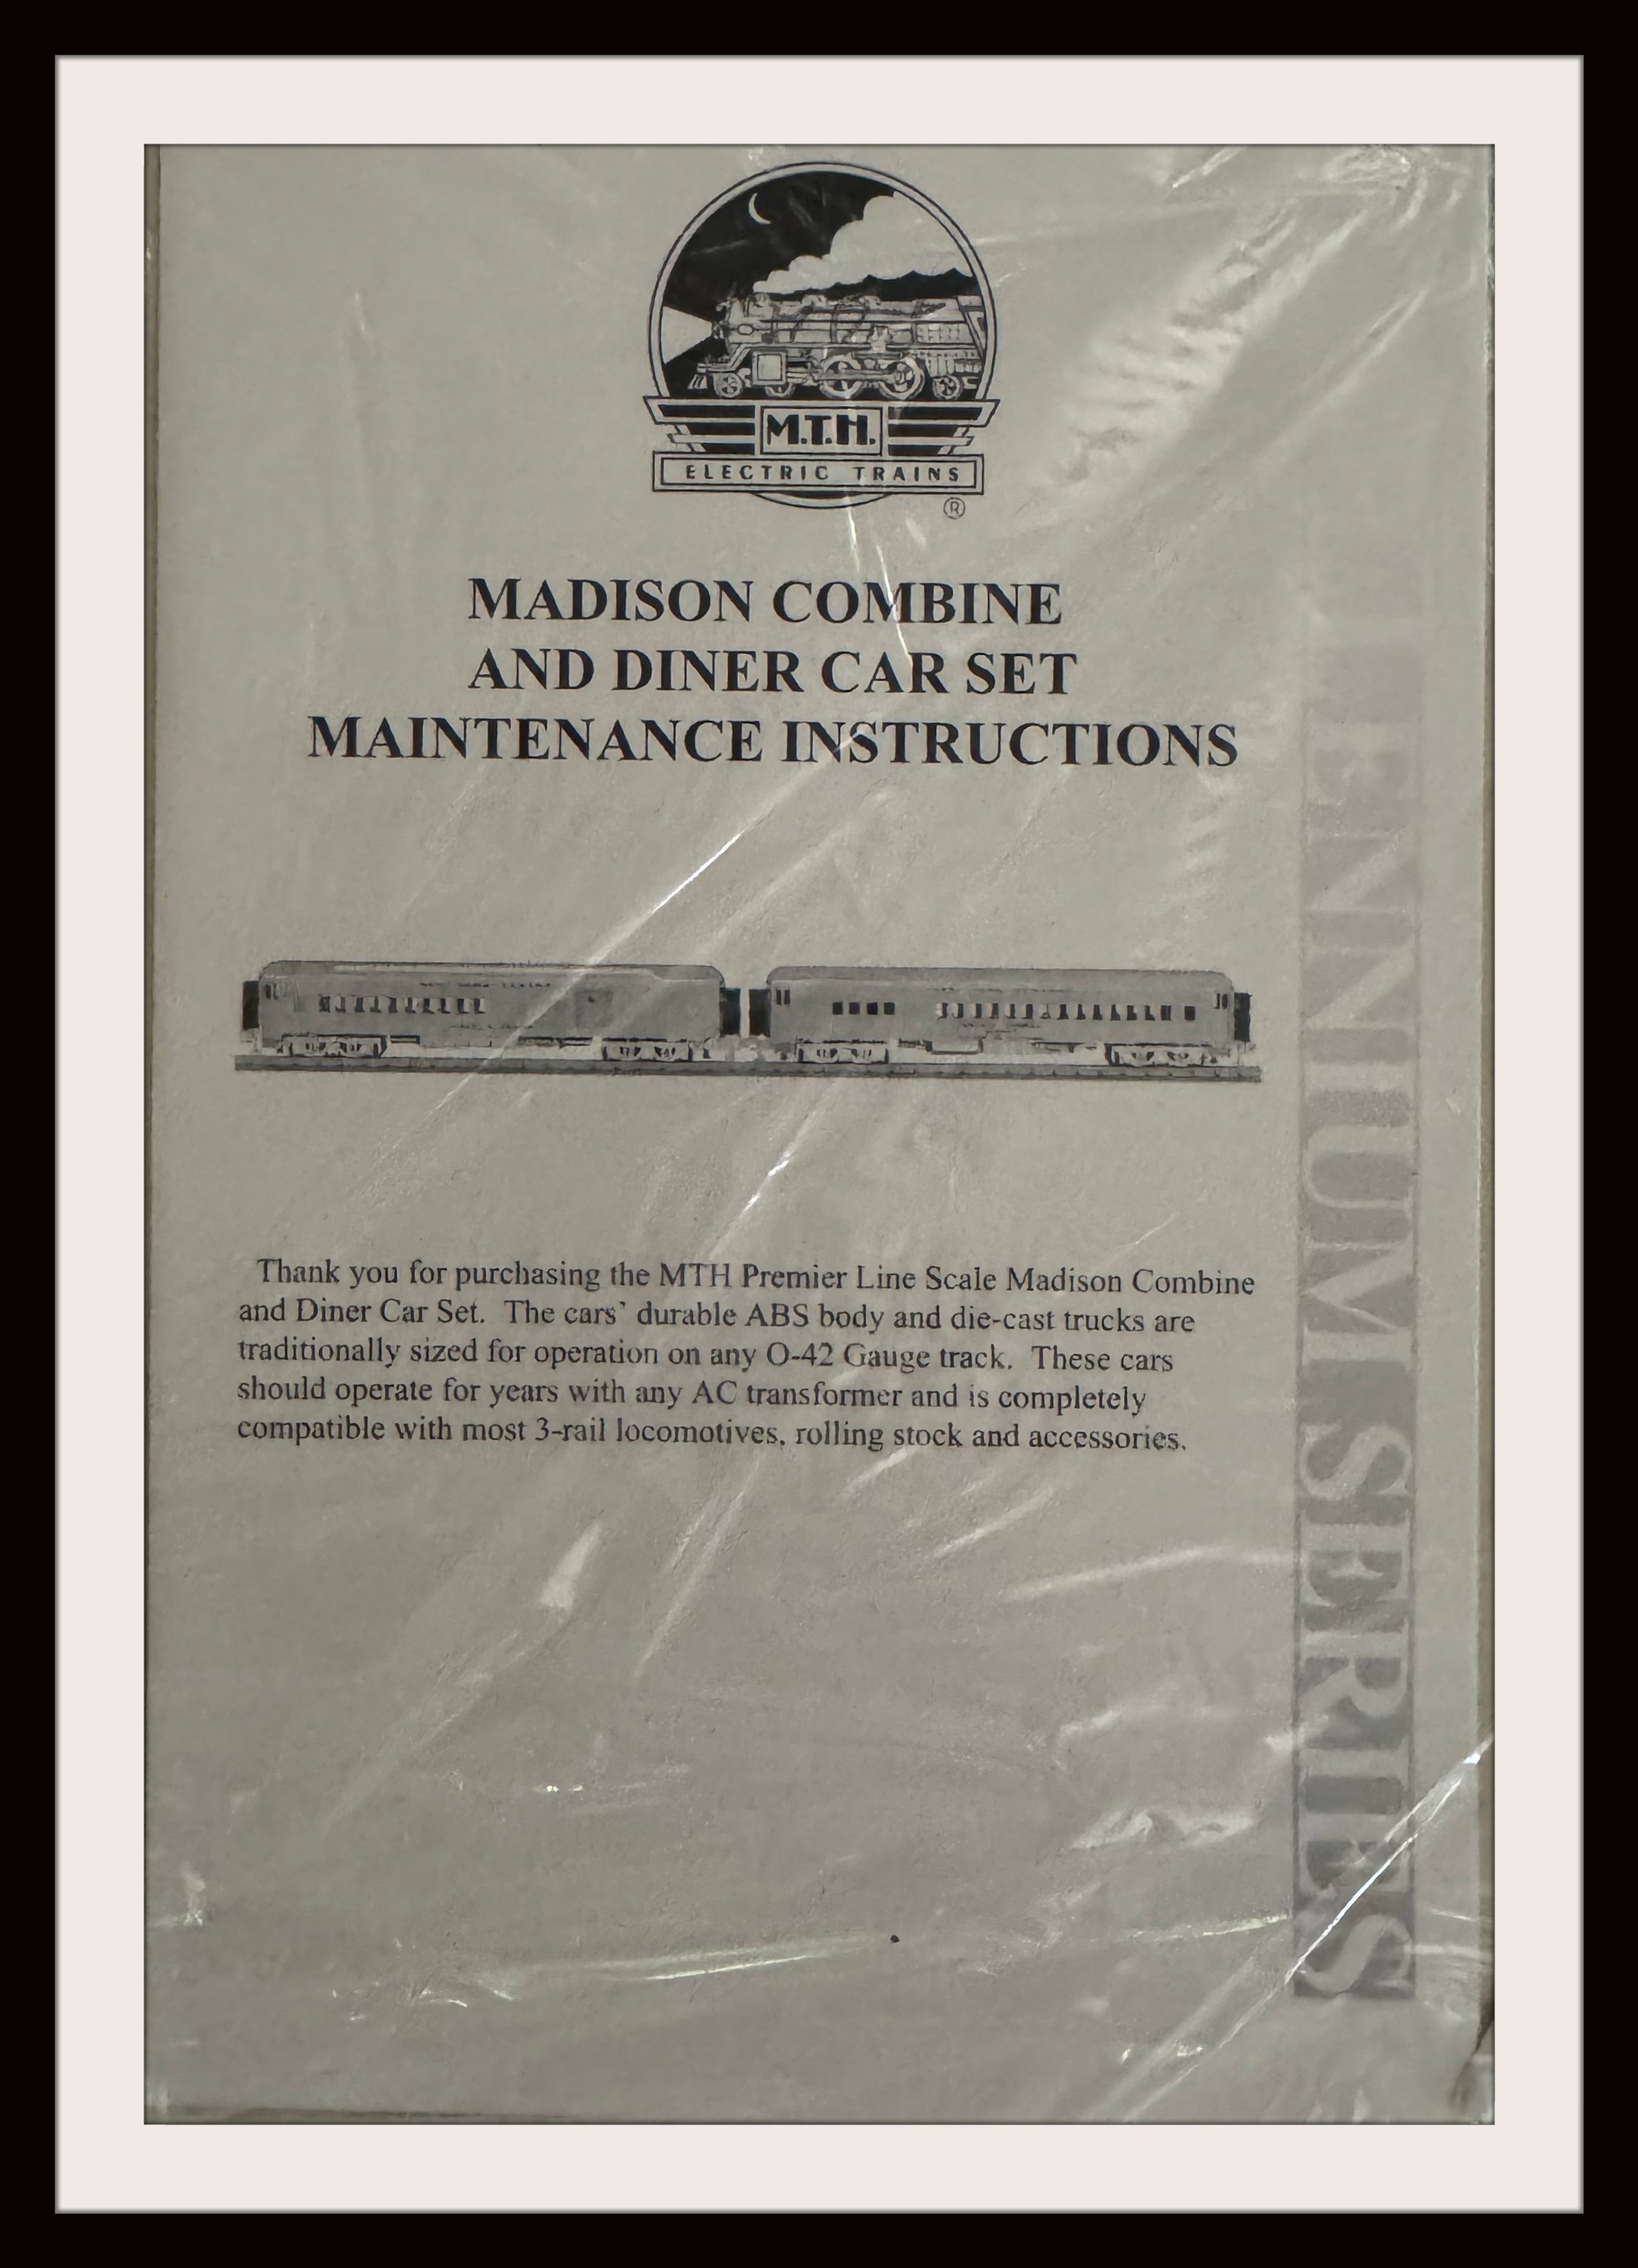 M.T.H.
ELECTRIC TRAINS
®
MADISON COMBINE
AND DINER CAR SET
MAINTENANCE INSTRUCTIONS
Thank you for purchasing the MTH Premier Line Scale Madison Combine
and Diner Car Set. The cars' durable ABS body and die-cast trucks are
traditionally sized for operation on any O-42 Gauge track. These cars
should operate for years with any AC transformer and is completely
compatible with most 3-rail locomotives, rolling stock and accessories.
SERIES